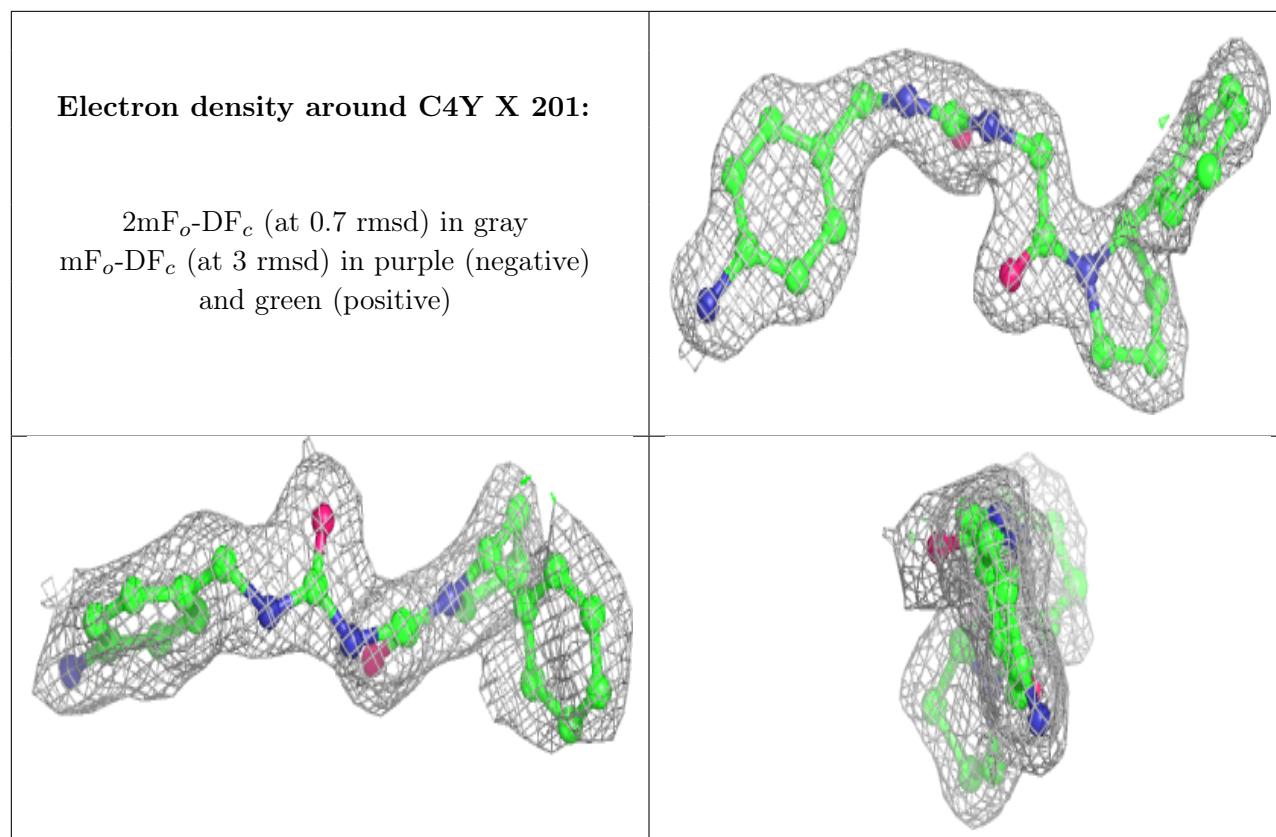 Electron density around C4Y X 201:
2mFo-DFc (at 0.7 rmsd) in gray
mFo-DFc (at 3 rmsd) in purple (negative)
and green (positive)